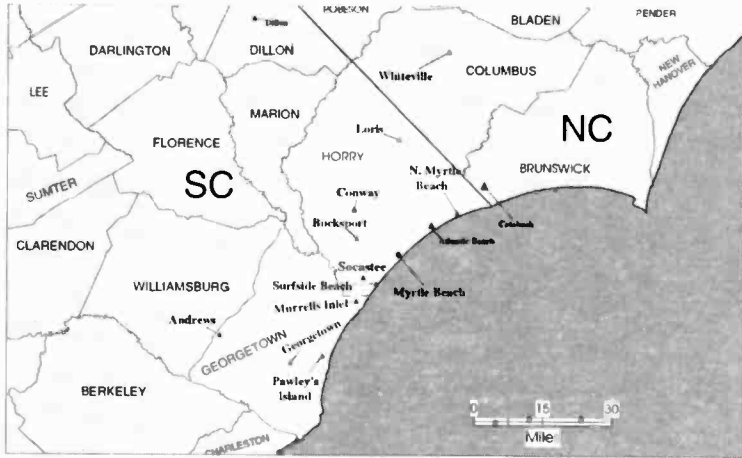 ROBESON
BLADEN
PENDER
Dillon
DARLINGTON
DILLON
NEW
HANOVER
Whiteville
COLUMBUS
LEE
MARION
Loris
NC
FLORENCE
HORRY
BRUNSWICK
SC
SUMTER
N. Myrtle
Beach
Conway
Bucksport
Atlantic Beach
CLARENDON
Socastee
WILLIAMSBURG
Surfside Beach
Myrtle Beach
Murrells Inlet
Andrews
Georgetown
GEORGETOWN
Pawley's
Island
BERKELEY
0 15 30
Mile
CHARLESTON